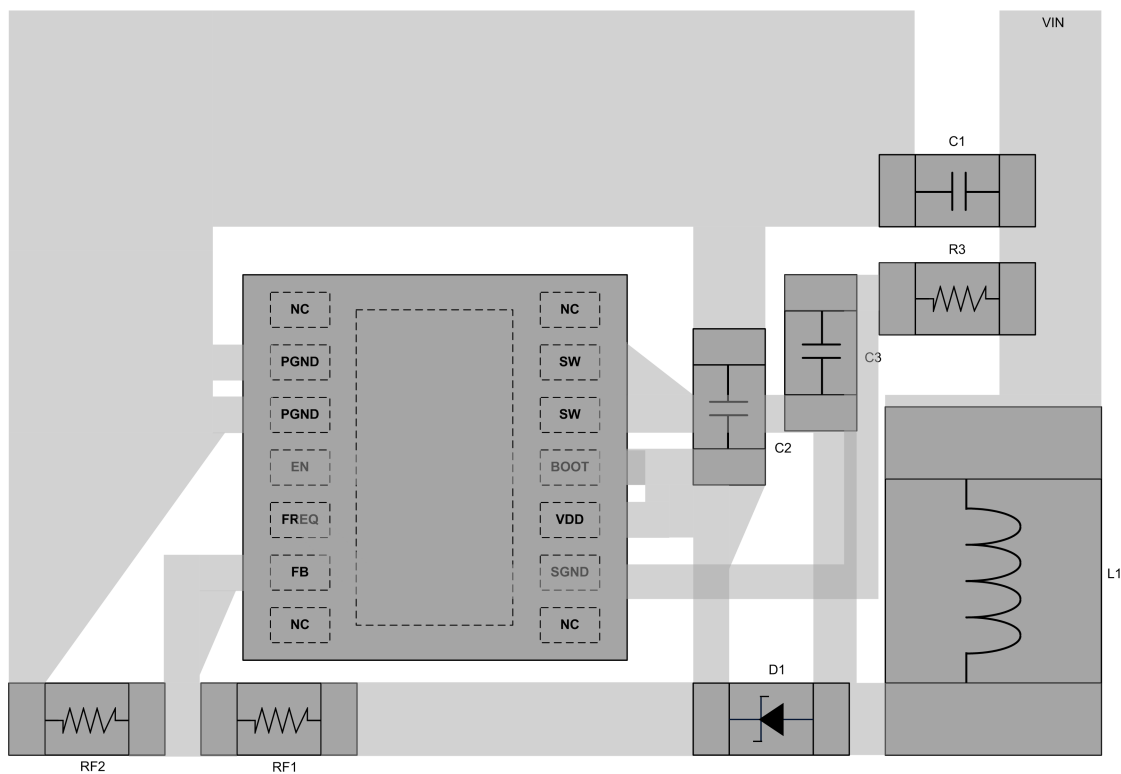 VIN
C1
R3
NC
NC
PGND
SW
C3
PGND
SW
C2
EN
BOOT
FREQ
VDD
FB
SGND
L1
NC
NC
D1
RF2
RF1